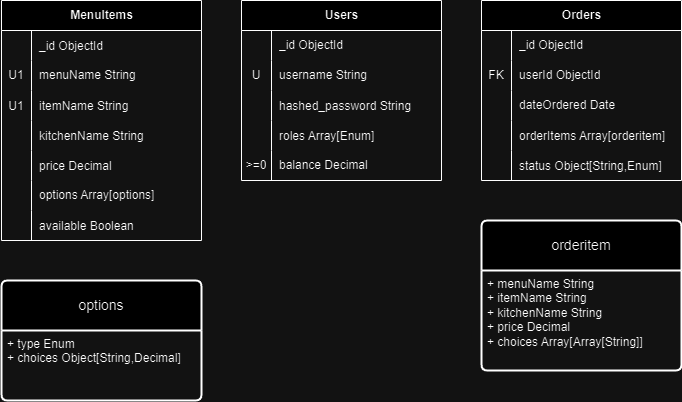 MenuItems
_id ObjectId
U1 menuName String
U1 itemName String
kitchenName String
price Decimal
options Array[options]
available Boolean
Users
_id ObjectId
U username String
hashed_password String
roles Array[Enum]
>=0 balance Decimal
Orders
_id ObjectId
FK userId ObjectId
dateOrdered Date
orderItems Array[orderitem]
status Object[String,Enum]
options
+ type Enum
+ choices Object[String,Decimal]
orderitem
+ menuName String
+ itemName String
+ kitchenName String
+ price Decimal
+ choices Array[Array[String]]